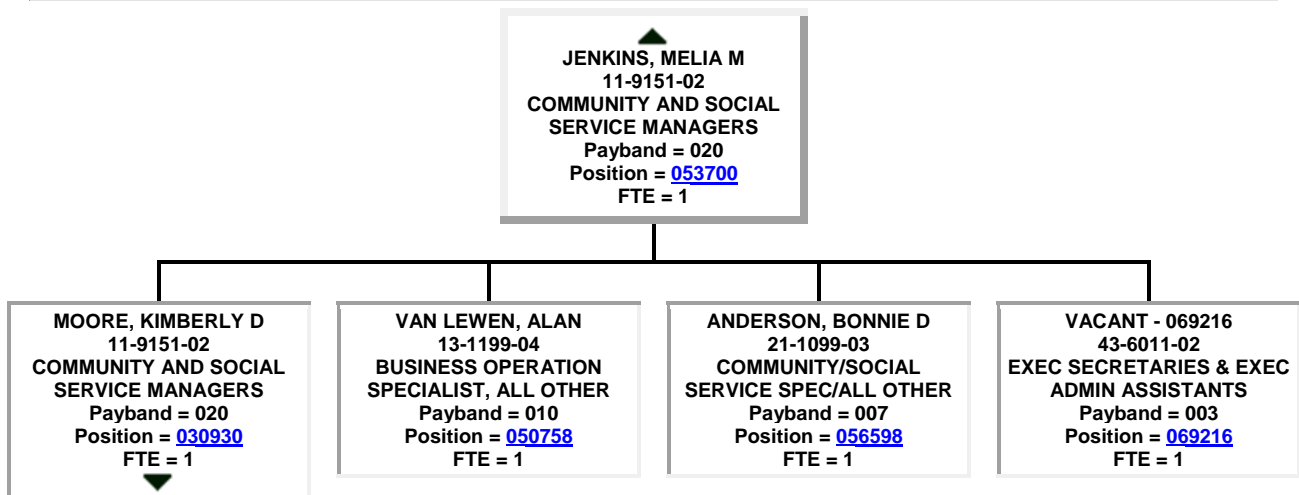 JENKINS, MELIA M
11-9151-02
COMMUNITY AND SOCIAL
SERVICE MANAGERS
Payband = 020
Position = 053700
FTE = 1
MOORE, KIMBERLY D
11-9151-02
COMMUNITY AND SOCIAL
SERVICE MANAGERS
Payband = 020
Position = 030930
FTE = 1
VAN LEWEN, ALAN
13-1199-04
BUSINESS OPERATION
SPECIALIST, ALL OTHER
Payband = 010
Position = 050758
FTE = 1
ANDERSON, BONNIE D
21-1099-03
COMMUNITY/SOCIAL
SERVICE SPEC/ALL OTHER
Payband = 007
Position = 056598
FTE = 1
VACANT - 069216
43-6011-02
EXEC SECRETARIES & EXEC
ADMIN ASSISTANTS
Payband = 003
Position = 069216
FTE = 1